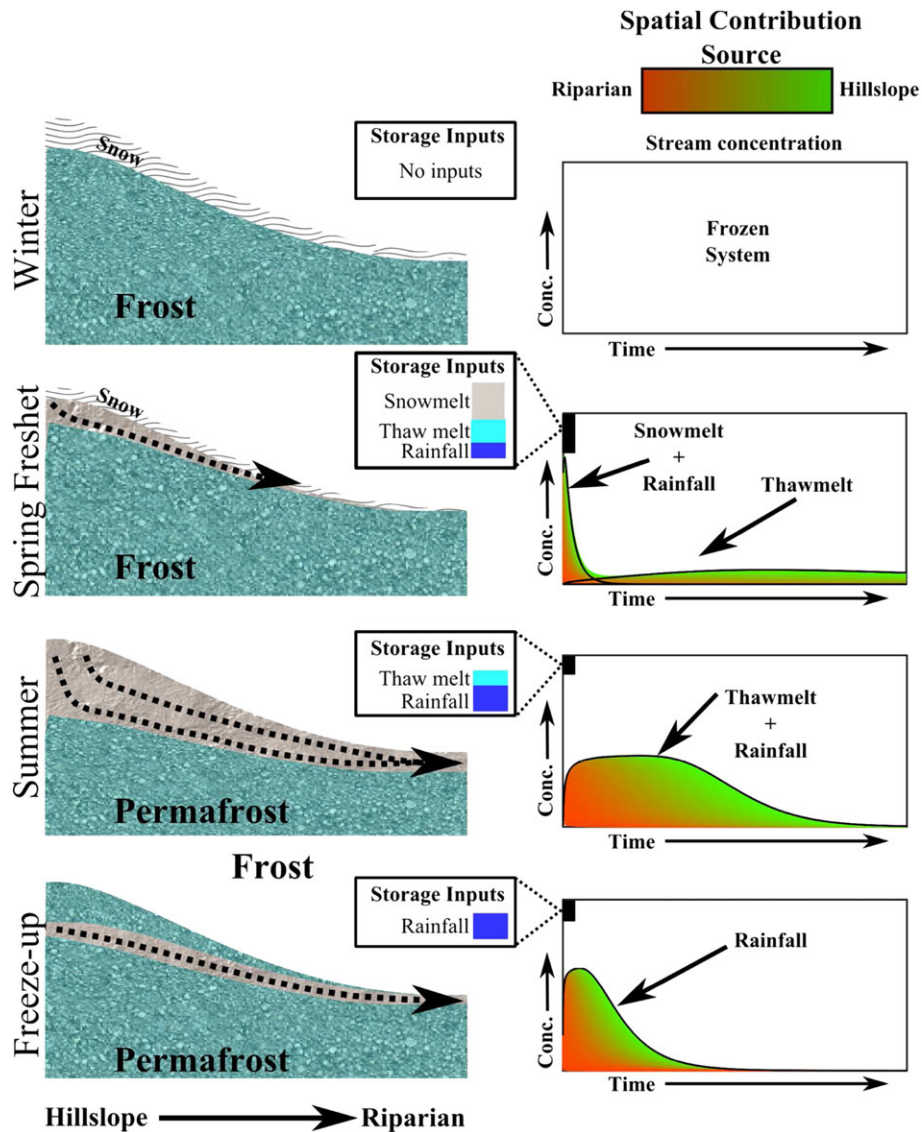 Spatial Contribution
Source
Riparian
Hillslope
Winter
Snow
Frost
Storage Inputs
No inputs
Stream concentration
Conc.
Frozen
System
Time
Spring Freshet
Snow
Frost
Storage Inputs
Snowmelt
Thaw melt
Rainfall
Conc.
Snowmelt
+
Rainfall
Thawmelt
Time
Summer
Permafrost
Storage Inputs
Thaw melt
Rainfall
Conc.
Thawmelt
+
Rainfall
Time
Frost
Freeze-up
Permafrost
Storage Inputs
Rainfall
Conc.
Rainfall
Time
Hillslope
Riparian